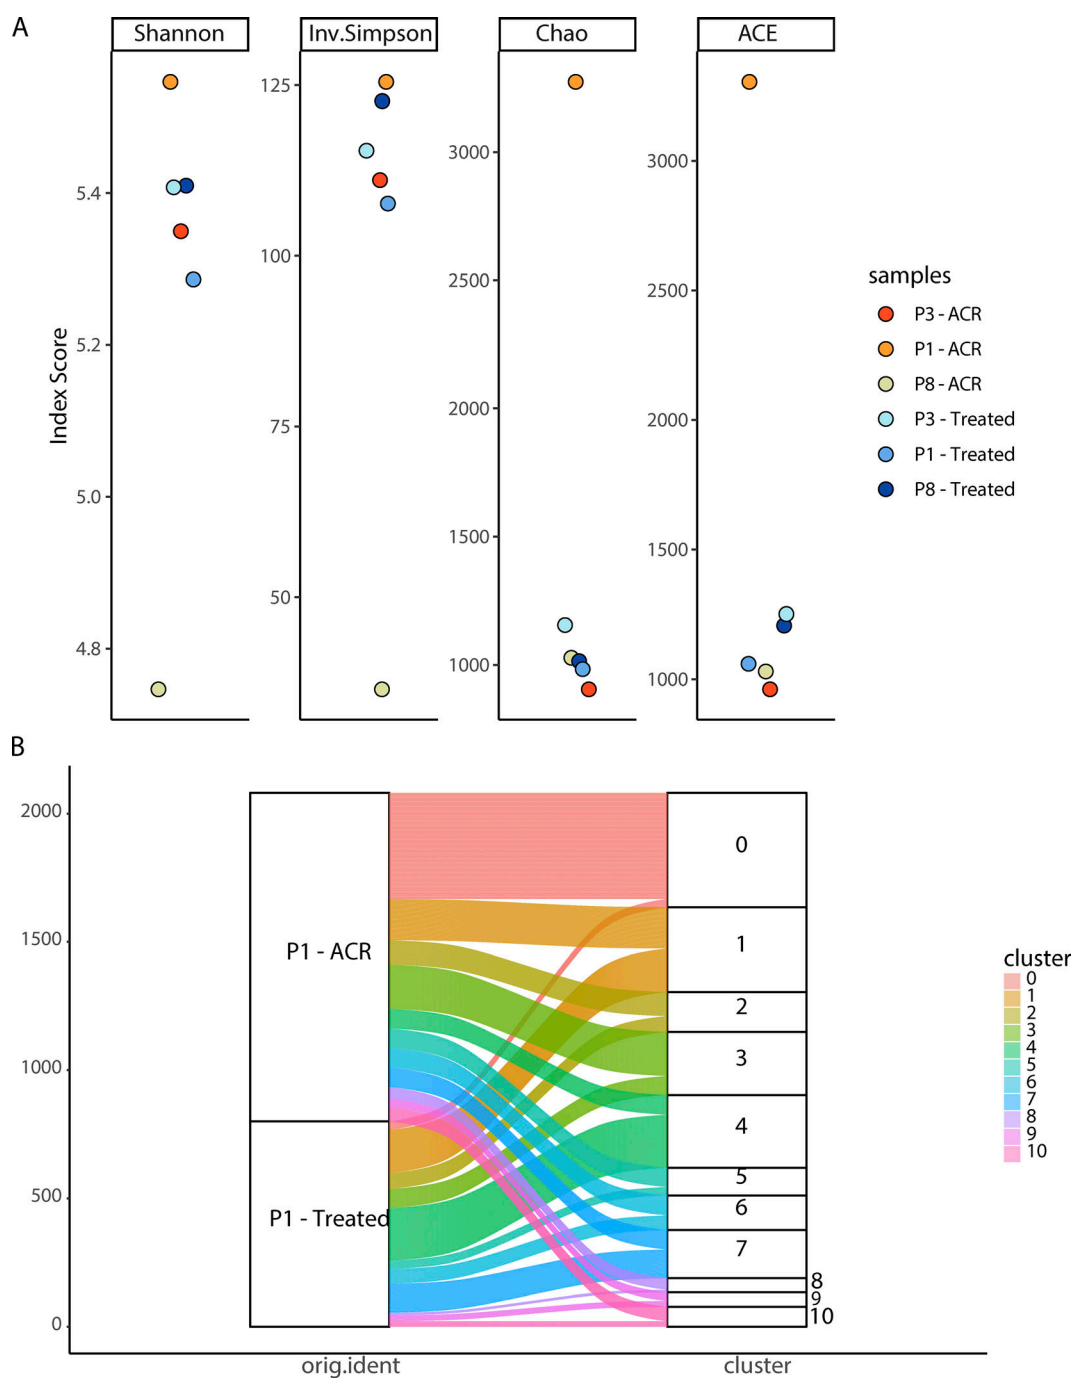 A
Shannon
Inv.Simpson
Chao
ACE
Index Score
5.4
5.2
5.0
4.8
125
100
75
50
3000
2500
2000
1500
1000
3000
2500
2000
1500
1000
samples
P3 - ACR
P1 - ACR
P8 - ACR
P3 - Treated
P1 - Treated
P8 - Treated
B
2000
1500
1000
500
0
P1 - ACR
P1 - Treated
0
1
2
3
4
5
6
7
8
9
10
orig.ident
cluster
cluster
0
1
2
3
4
5
6
7
8
9
10